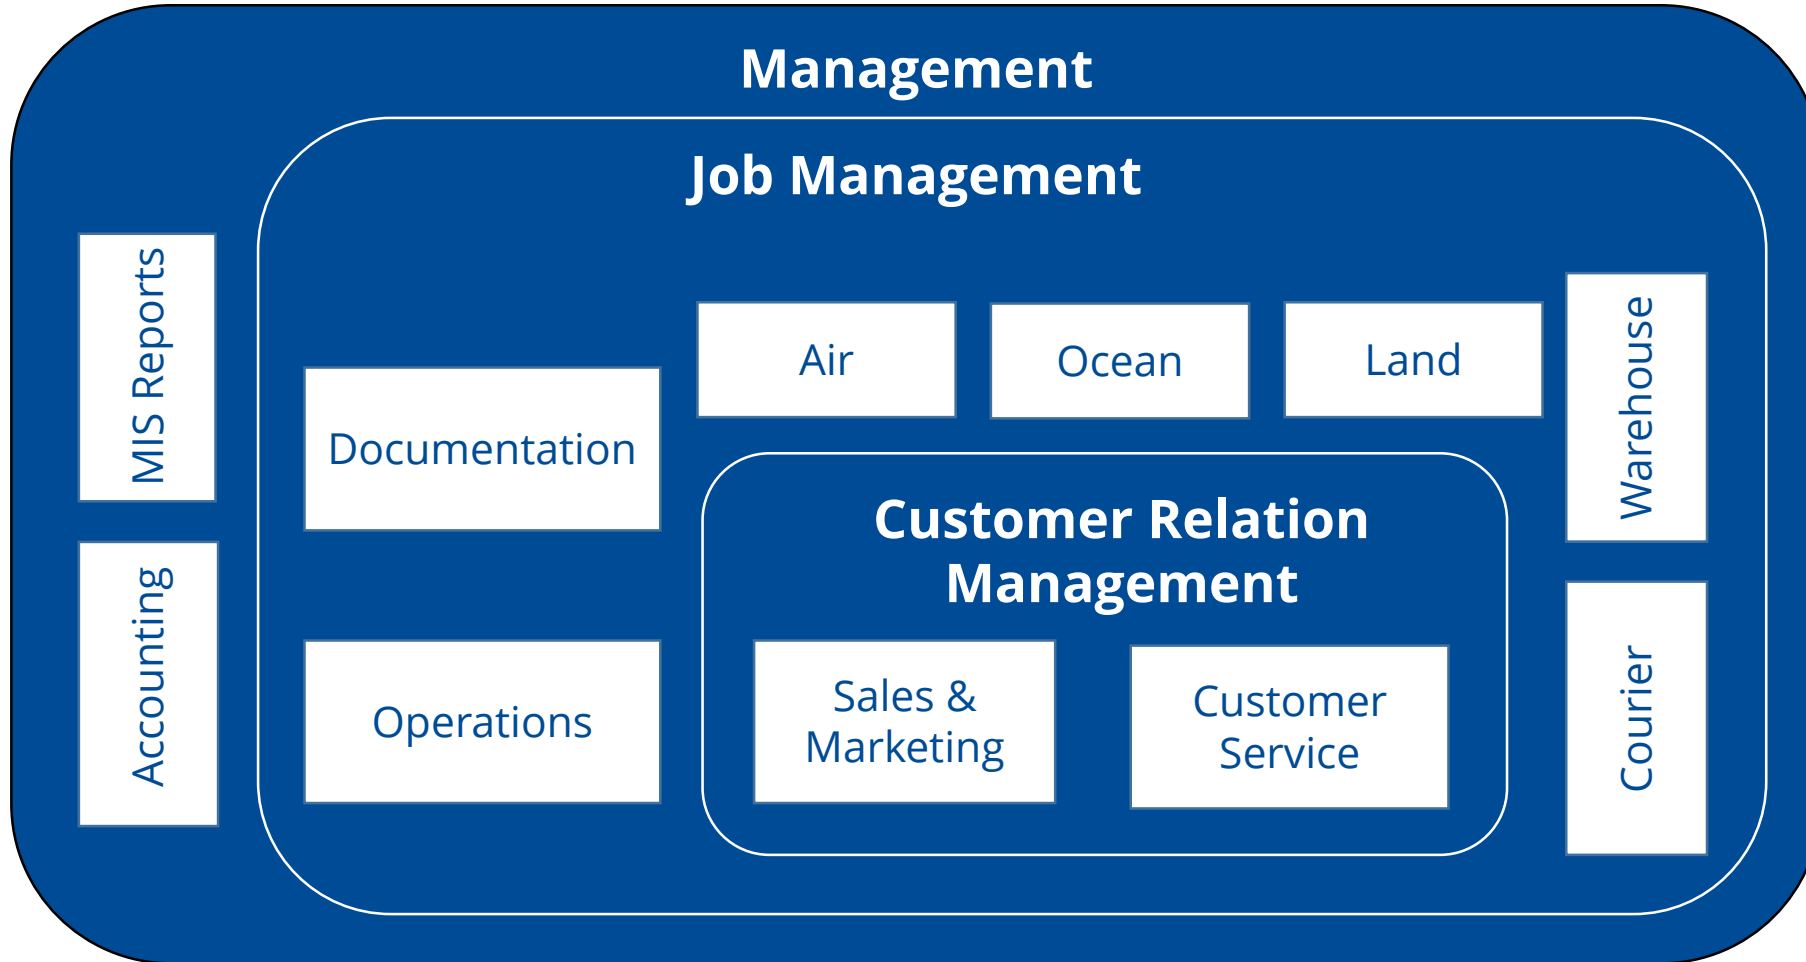 Management
Job Management
MIS Reports
Accounting
Documentation
Operations
Air
Ocean
Land
Customer Relation
Management
Sales &
Marketing
Customer
Service
Warehouse
Courier